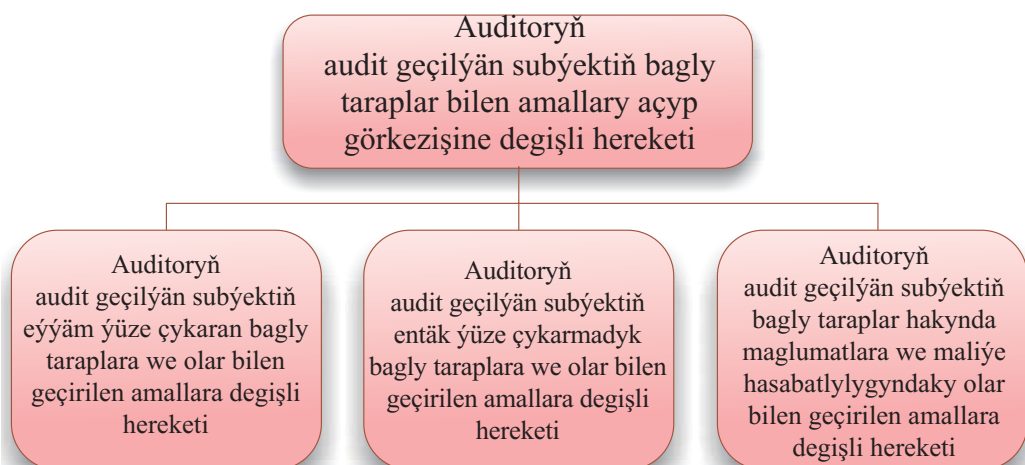 Auditoryň
audit geçilýän subýektiň bagly
taraplar bilen amallary açyp
görkezişine degişli hereketi
Auditoryň
audit geçilýän subýektiň
eýýäm ýüze çykaran bagly
taraplara we olar bilen
geçirilen amallara degişli
hereketi
Auditoryň
audit geçilýän subýektiň
entäk ýüze çykarmadyk
bagly taraplara we olar bilen
geçirilen amallara degişli
hereketi
Auditoryň
audit geçilýän subýektiň
bagly taraplar hakynda
maglumatlara we maliýe
hasabatlylygyndaky olar
bilen geçirilen amallara
degişli hereketi